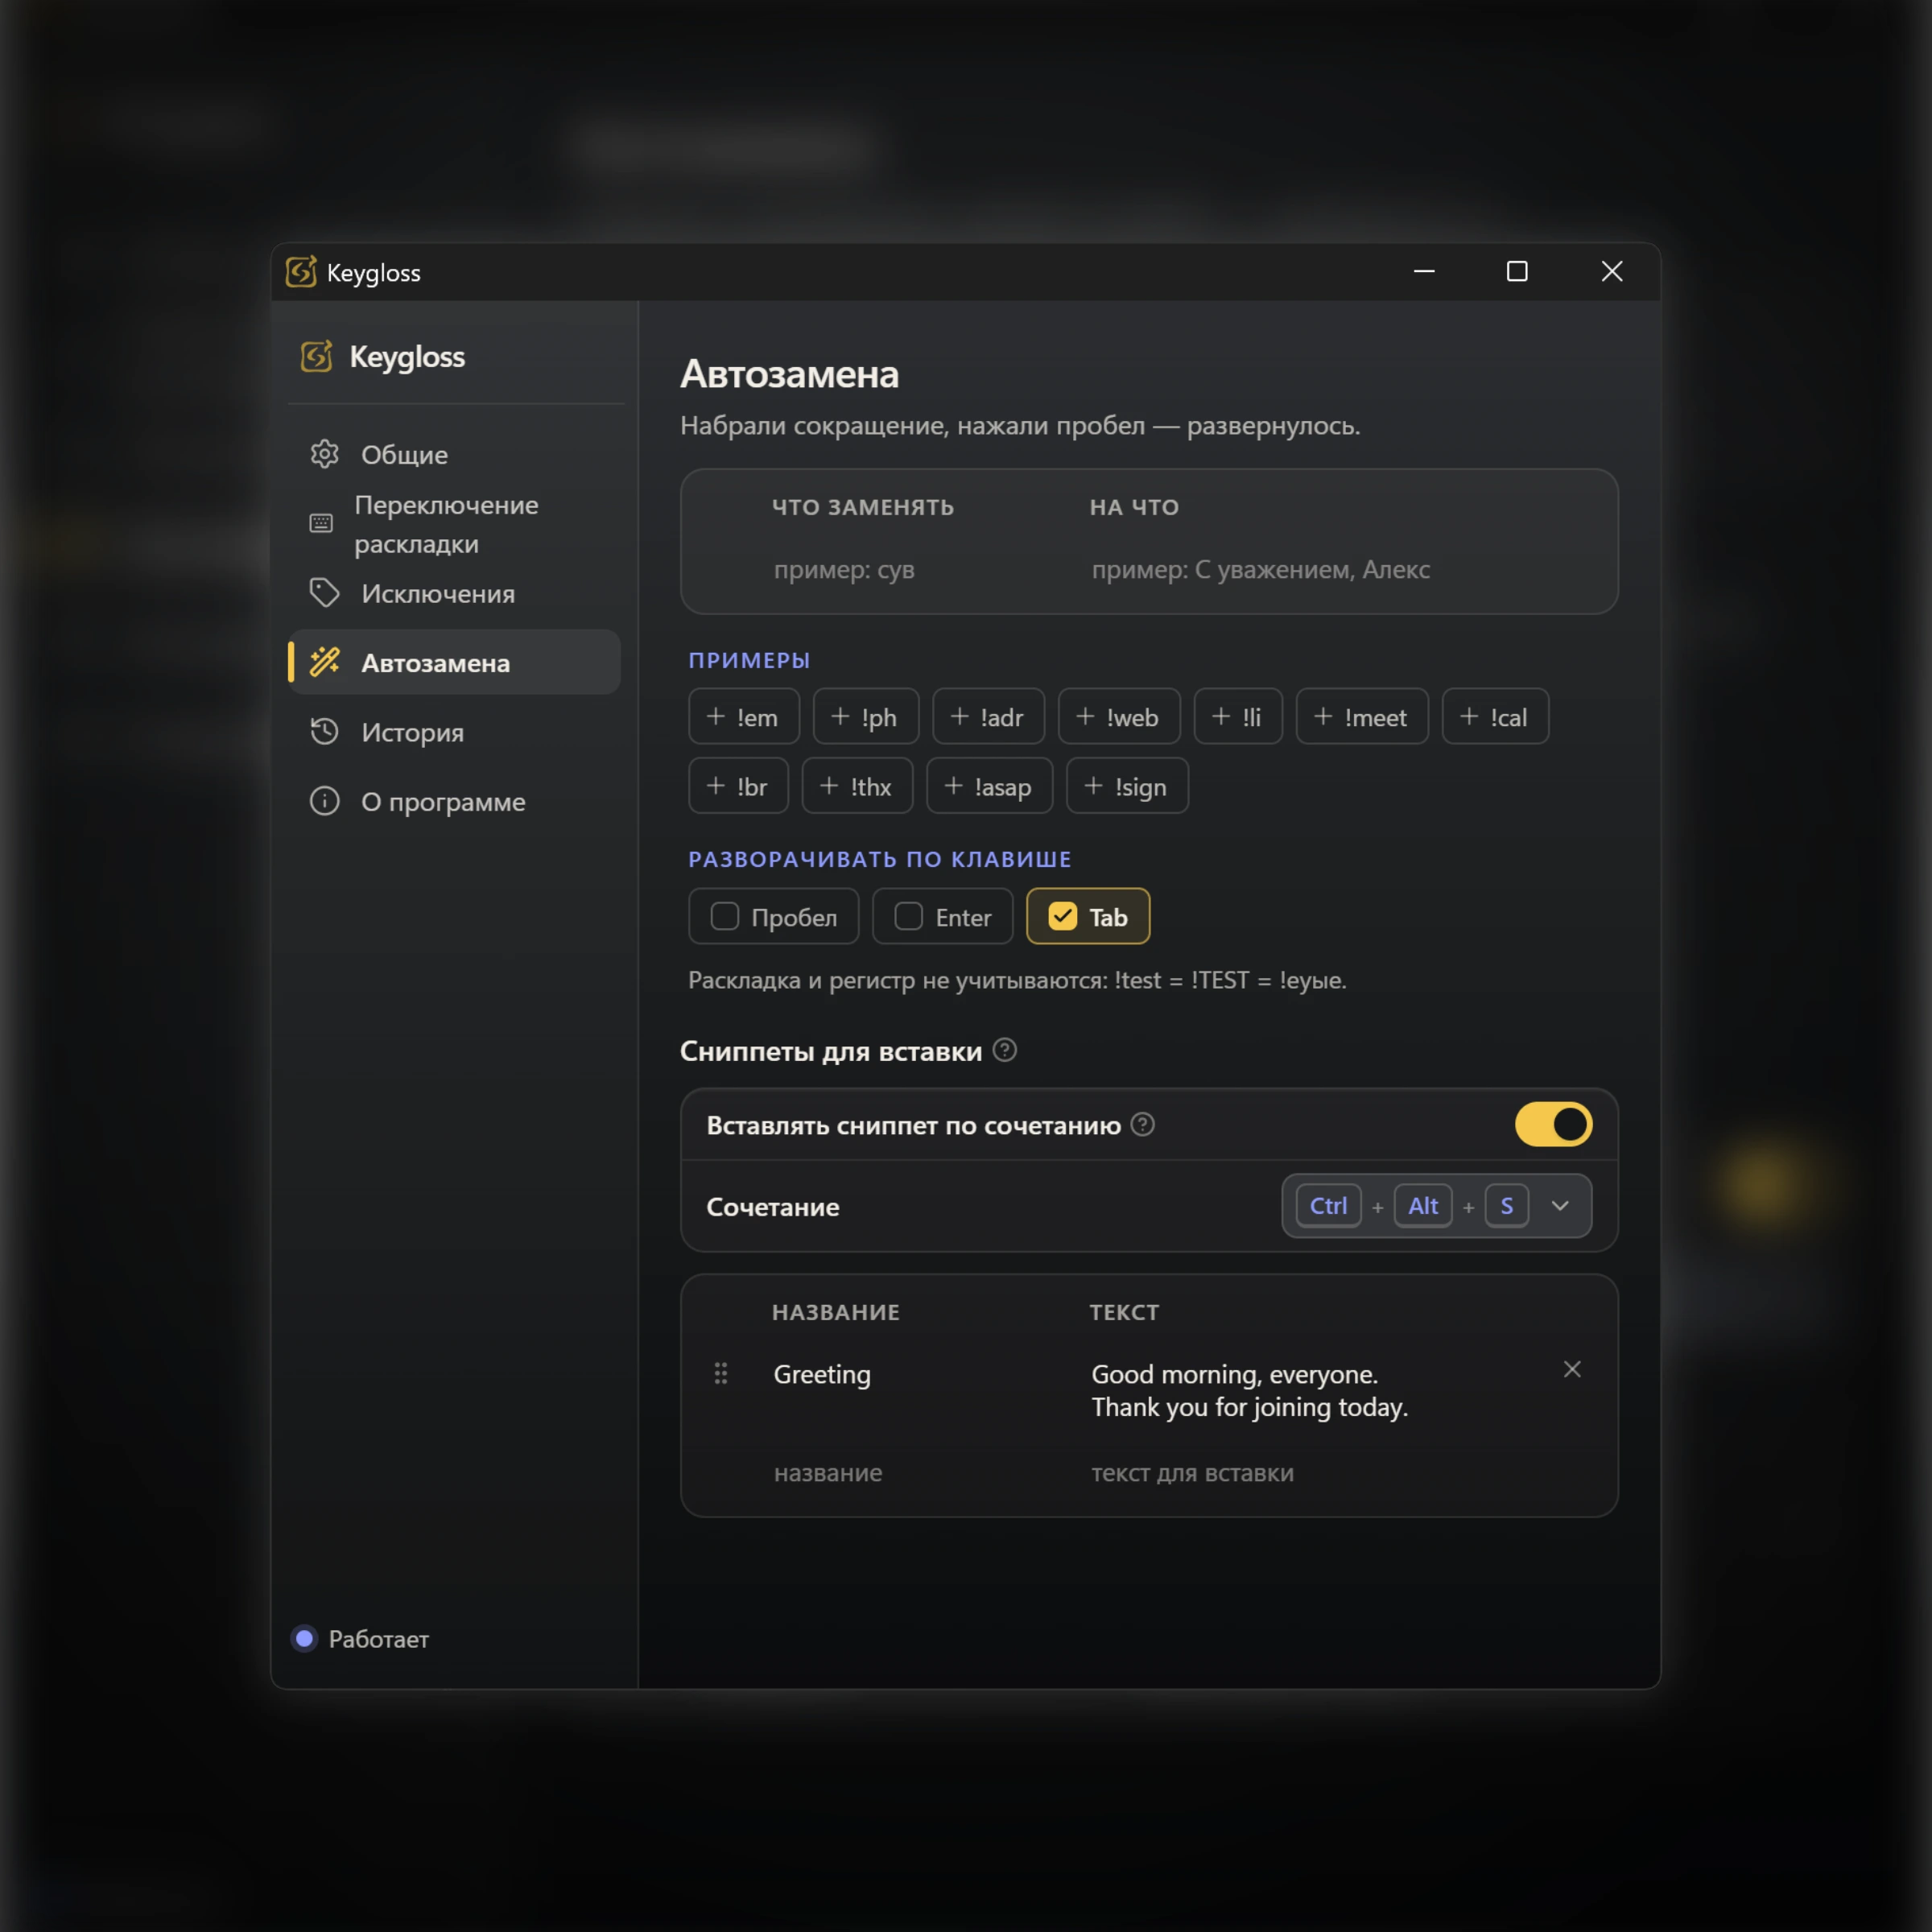 Keygloss
Keygloss
Общие
Переключение
раскладки
Исключения
Автозамена
История
О программе
Работает
Автозамена
Набрали сокращение, нажали пробел — развернулось.
ЧТО ЗАМЕНЯТЬ НА ЧТО
пример: сув пример: С уважением, Алекс
ПРИМЕРЫ
+ !em + !ph + !adr + !web + !li + !meet + !cal
+ !br + !thx + !asap + !sign
РАЗВОРАЧИВАТЬ ПО КЛАВИШЕ
Пробел Enter Tab
Раскладка и регистр не учитываются: !test = !TEST = !еуые.
Сниппеты для вставки
Вставлять сниппет по сочетанию
Сочетание Ctrl + Alt + S
НАЗВАНИЕ ТЕКСТ
Greeting Good morning, everyone.
Thank you for joining today.
название текст для вставки